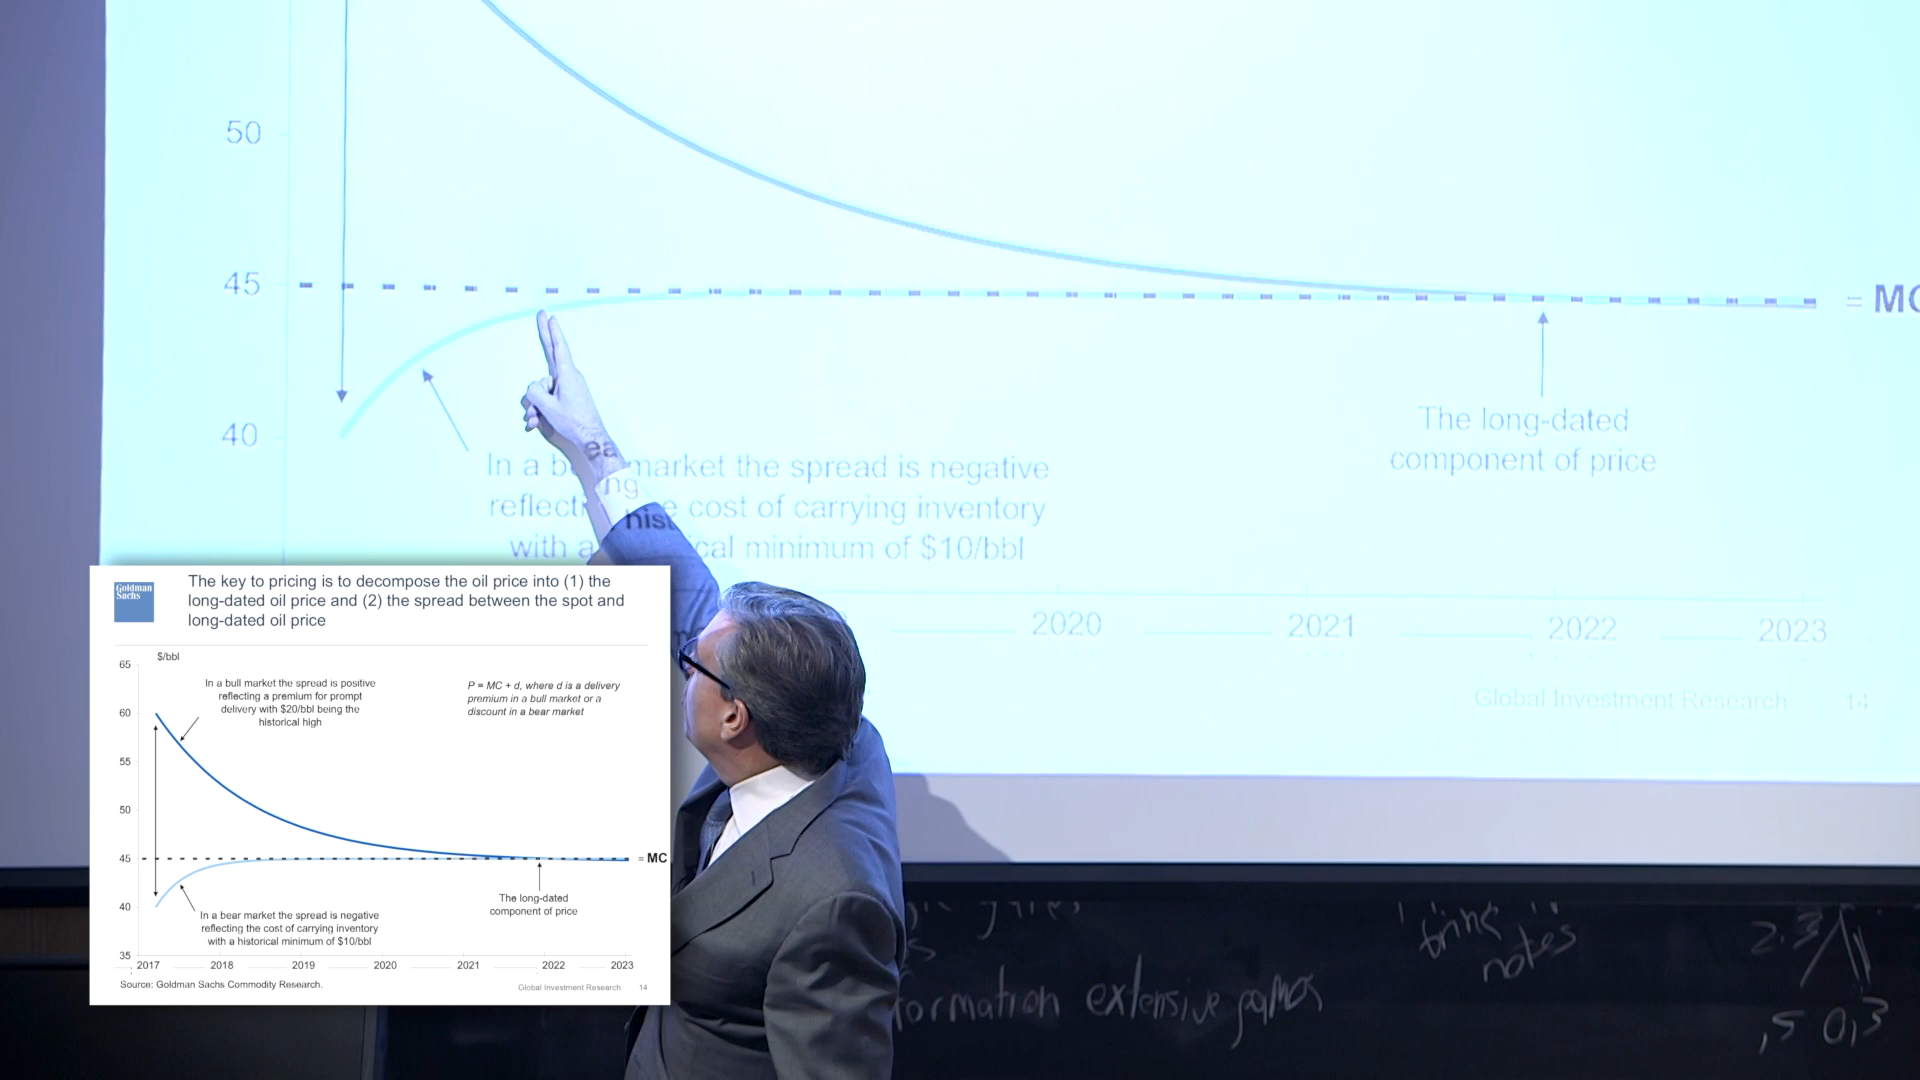 50
45
= MC
40
The long-dated
component of price
In a bear market the spread is negative
reflecting the cost of carrying inventory
with a historical minimum of $10/bbl
2020
2021
2022
2023
Global Investment Research 14
Goldman
Sachs
The key to pricing is to decompose the oil price into (1) the
long-dated oil price and (2) the spread between the spot and
long-dated oil price
$/bbl
65
60
55
50
45
40
35
In a bull market the spread is positive
reflecting a premium for prompt
delivery with $20/bbl being the
historical high
P = MC + d, where d is a delivery
premium in a bull market or a
discount in a bear market
= MC
The long-dated
component of price
In a bear market the spread is negative
reflecting the cost of carrying inventory
with a historical minimum of $10/bbl
2017 2018 2019 2020 2021 2022 2023
Source: Goldman Sachs Commodity Research.
Global Investment Research 14
notes
extensive games
2.3
,5 0,3